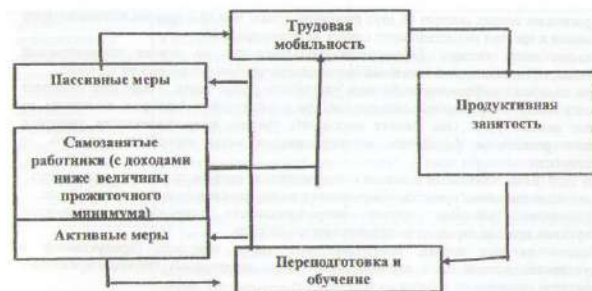 Трудовая
мобильность
Пассивные меры
Продуктивная
занятость
Самозанятые
работники (с доходами
ниже величины
прожиточного
минимума)
Активные меры
Переподготовка и
обучение